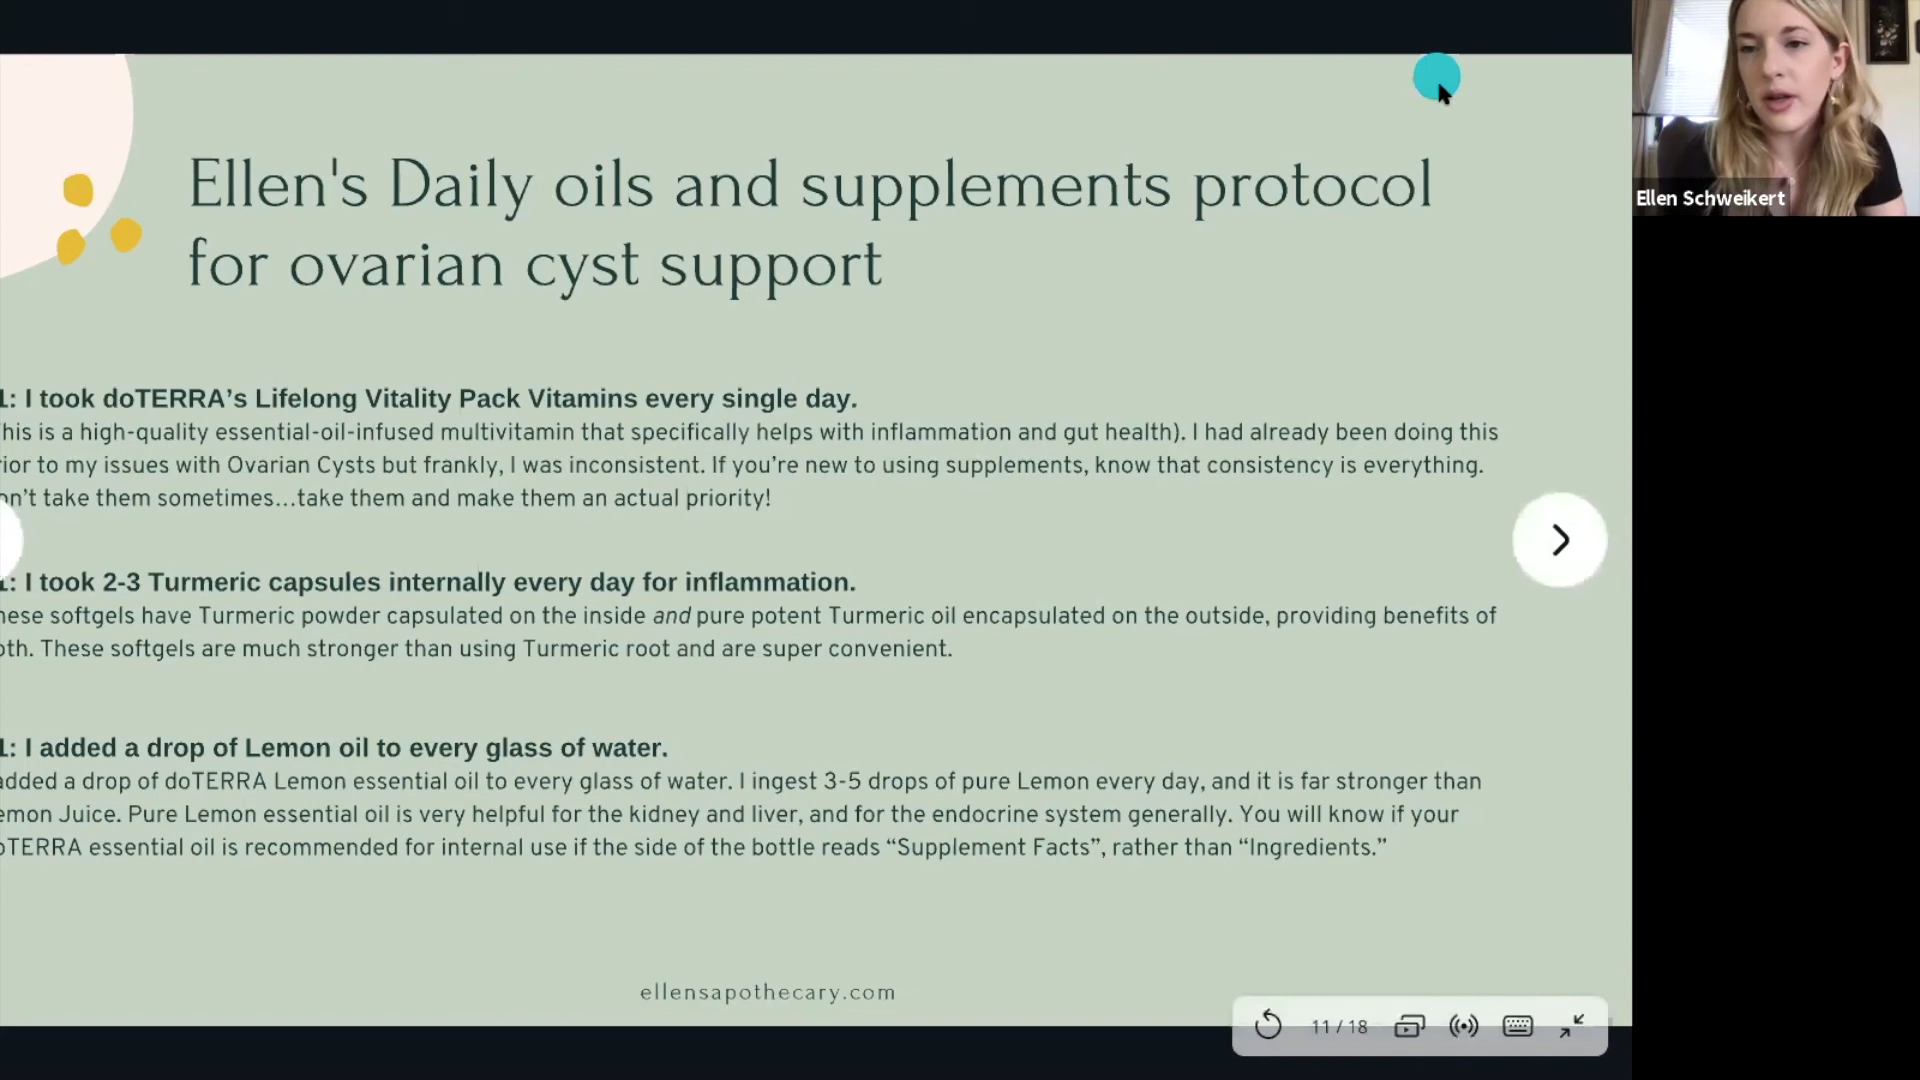 Ellen's Daily oils and supplements protocol
for ovarian cyst support
Ellen Schweikert
1: I took doTERRA’s Lifelong Vitality Pack Vitamins every single day.
his is a high-quality essential-oil-infused multivitamin that specifically helps with inflammation and gut health). I had already been doing this
ior to my issues with Ovarian Cysts but frankly, I was inconsistent. If you’re new to using supplements, know that consistency is everything.
on’t take them sometimes...take them and make them an actual priority!
1: I took 2-3 Turmeric capsules internally every day for inflammation.
hese softgels have Turmeric powder capsulated on the inside and pure potent Turmeric oil encapsulated on the outside, providing benefits of
oth. These softgels are much stronger than using Turmeric root and are super convenient.
1: I added a drop of Lemon oil to every glass of water.
added a drop of doTERRA Lemon essential oil to every glass of water. I ingest 3-5 drops of pure Lemon every day, and it is far stronger than
emon Juice. Pure Lemon essential oil is very helpful for the kidney and liver, and for the endocrine system generally. You will know if your
oTERRA essential oil is recommended for internal use if the side of the bottle reads “Supplement Facts”, rather than “Ingredients.”
ellensapothecary.com
11 / 18